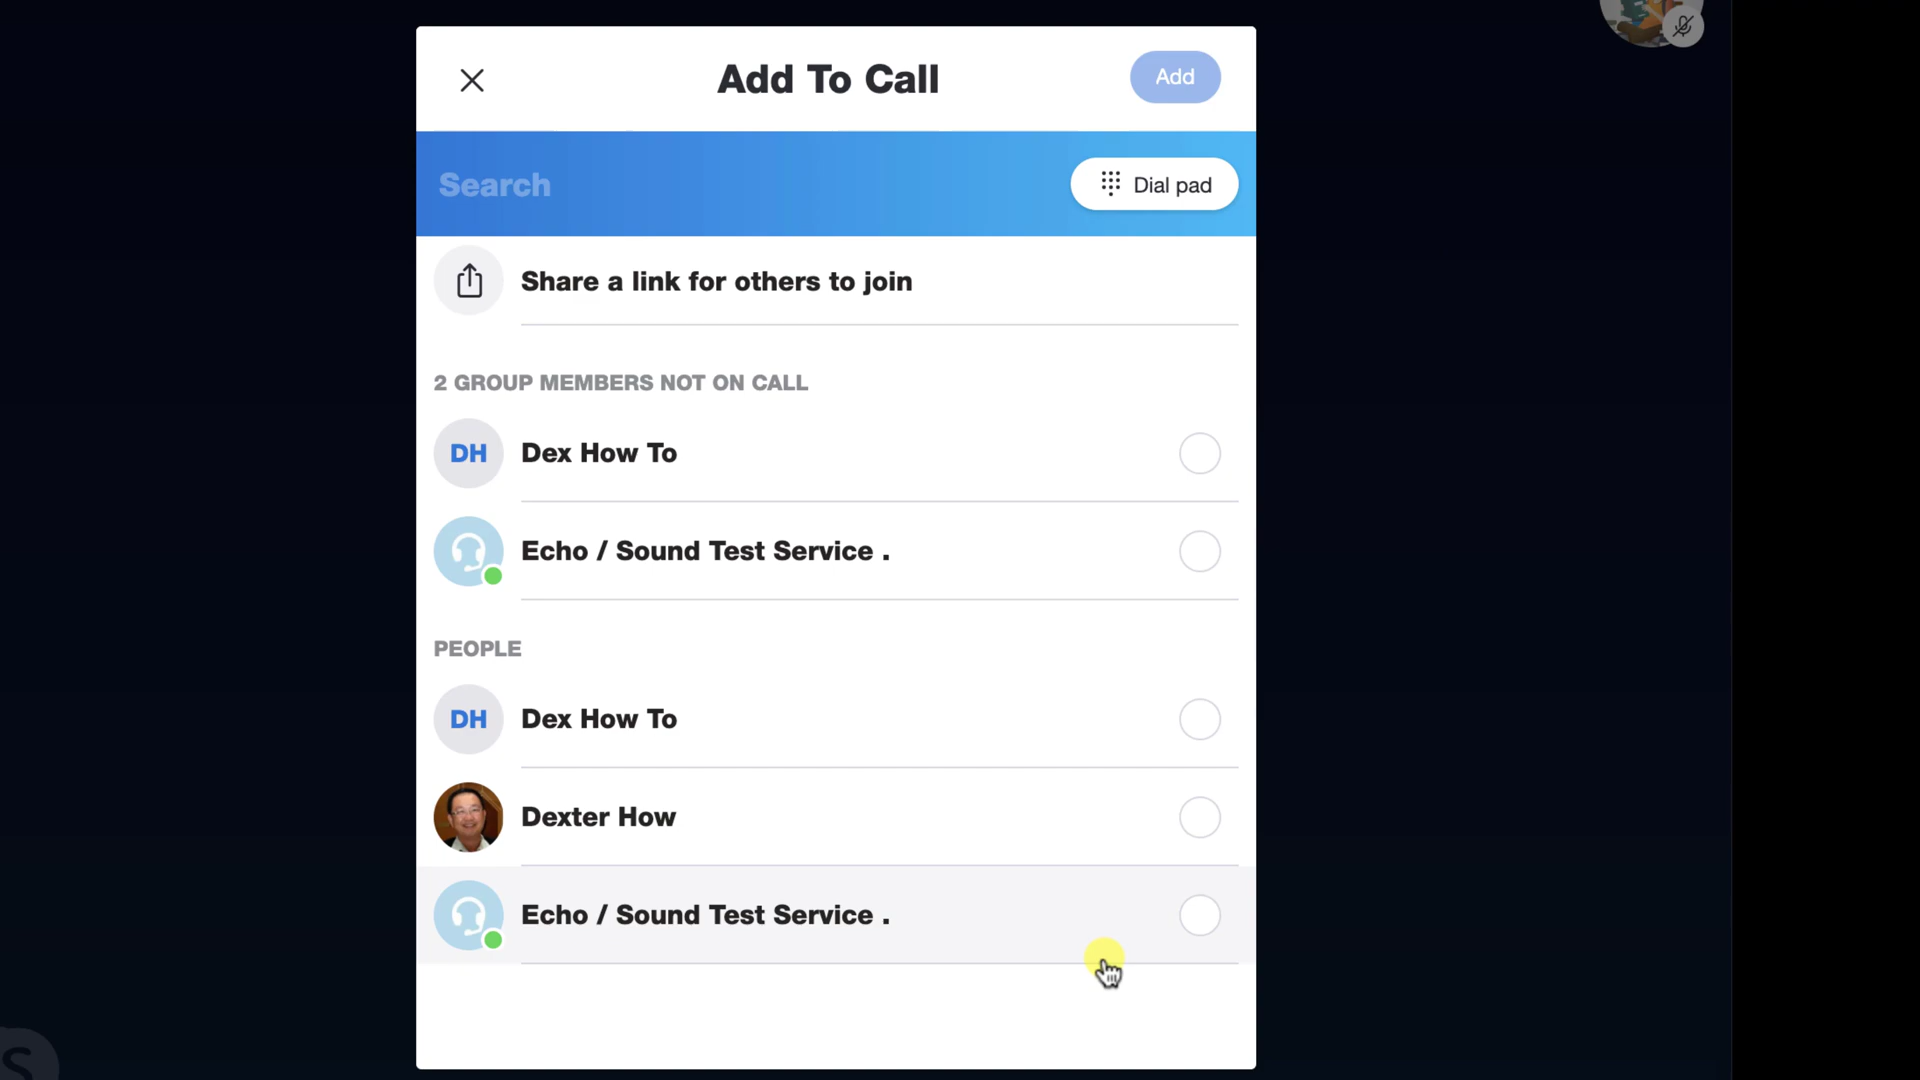 Add To Call
Add
Search
Dial pad
Share a link for others to join
2 GROUP MEMBERS NOT ON CALL
DH
Dex How To
Echo / Sound Test Service .
PEOPLE
DH
Dex How To
Dexter How
Echo / Sound Test Service .
S